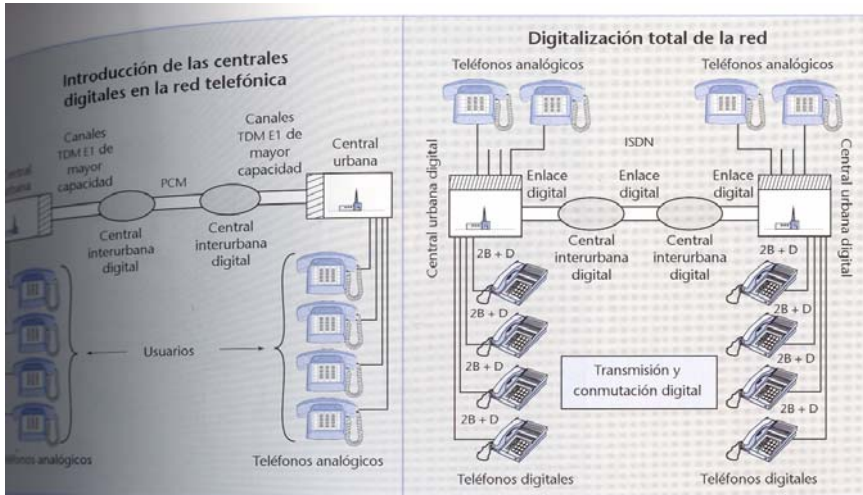 Introducción de las centrales
digitales en la red telefónica
Canales
TDM E1 de
mayor
capacidad
PCM
Canales
TDM E1 de
mayor
capacidad
Central
urbana
Central
interurbana
digital
Central
interurbana
digital
Usuarios
analógicos
Teléfonos analógicos
Digitalización total de la red
Teléfonos analógicos
Teléfonos analógicos
ISDN
Central urbana digital
Enlace
digital
Enlace
digital
Enlace
digital
Central urbana digital
Central
interurbana
digital
Central
interurbana
digital
2B + D
2B + D
2B + D
2B + D
2B + D
2B + D
2B + D
2B + D
Transmisión y
conmutación digital
Teléfonos digitales
Teléfonos digitales